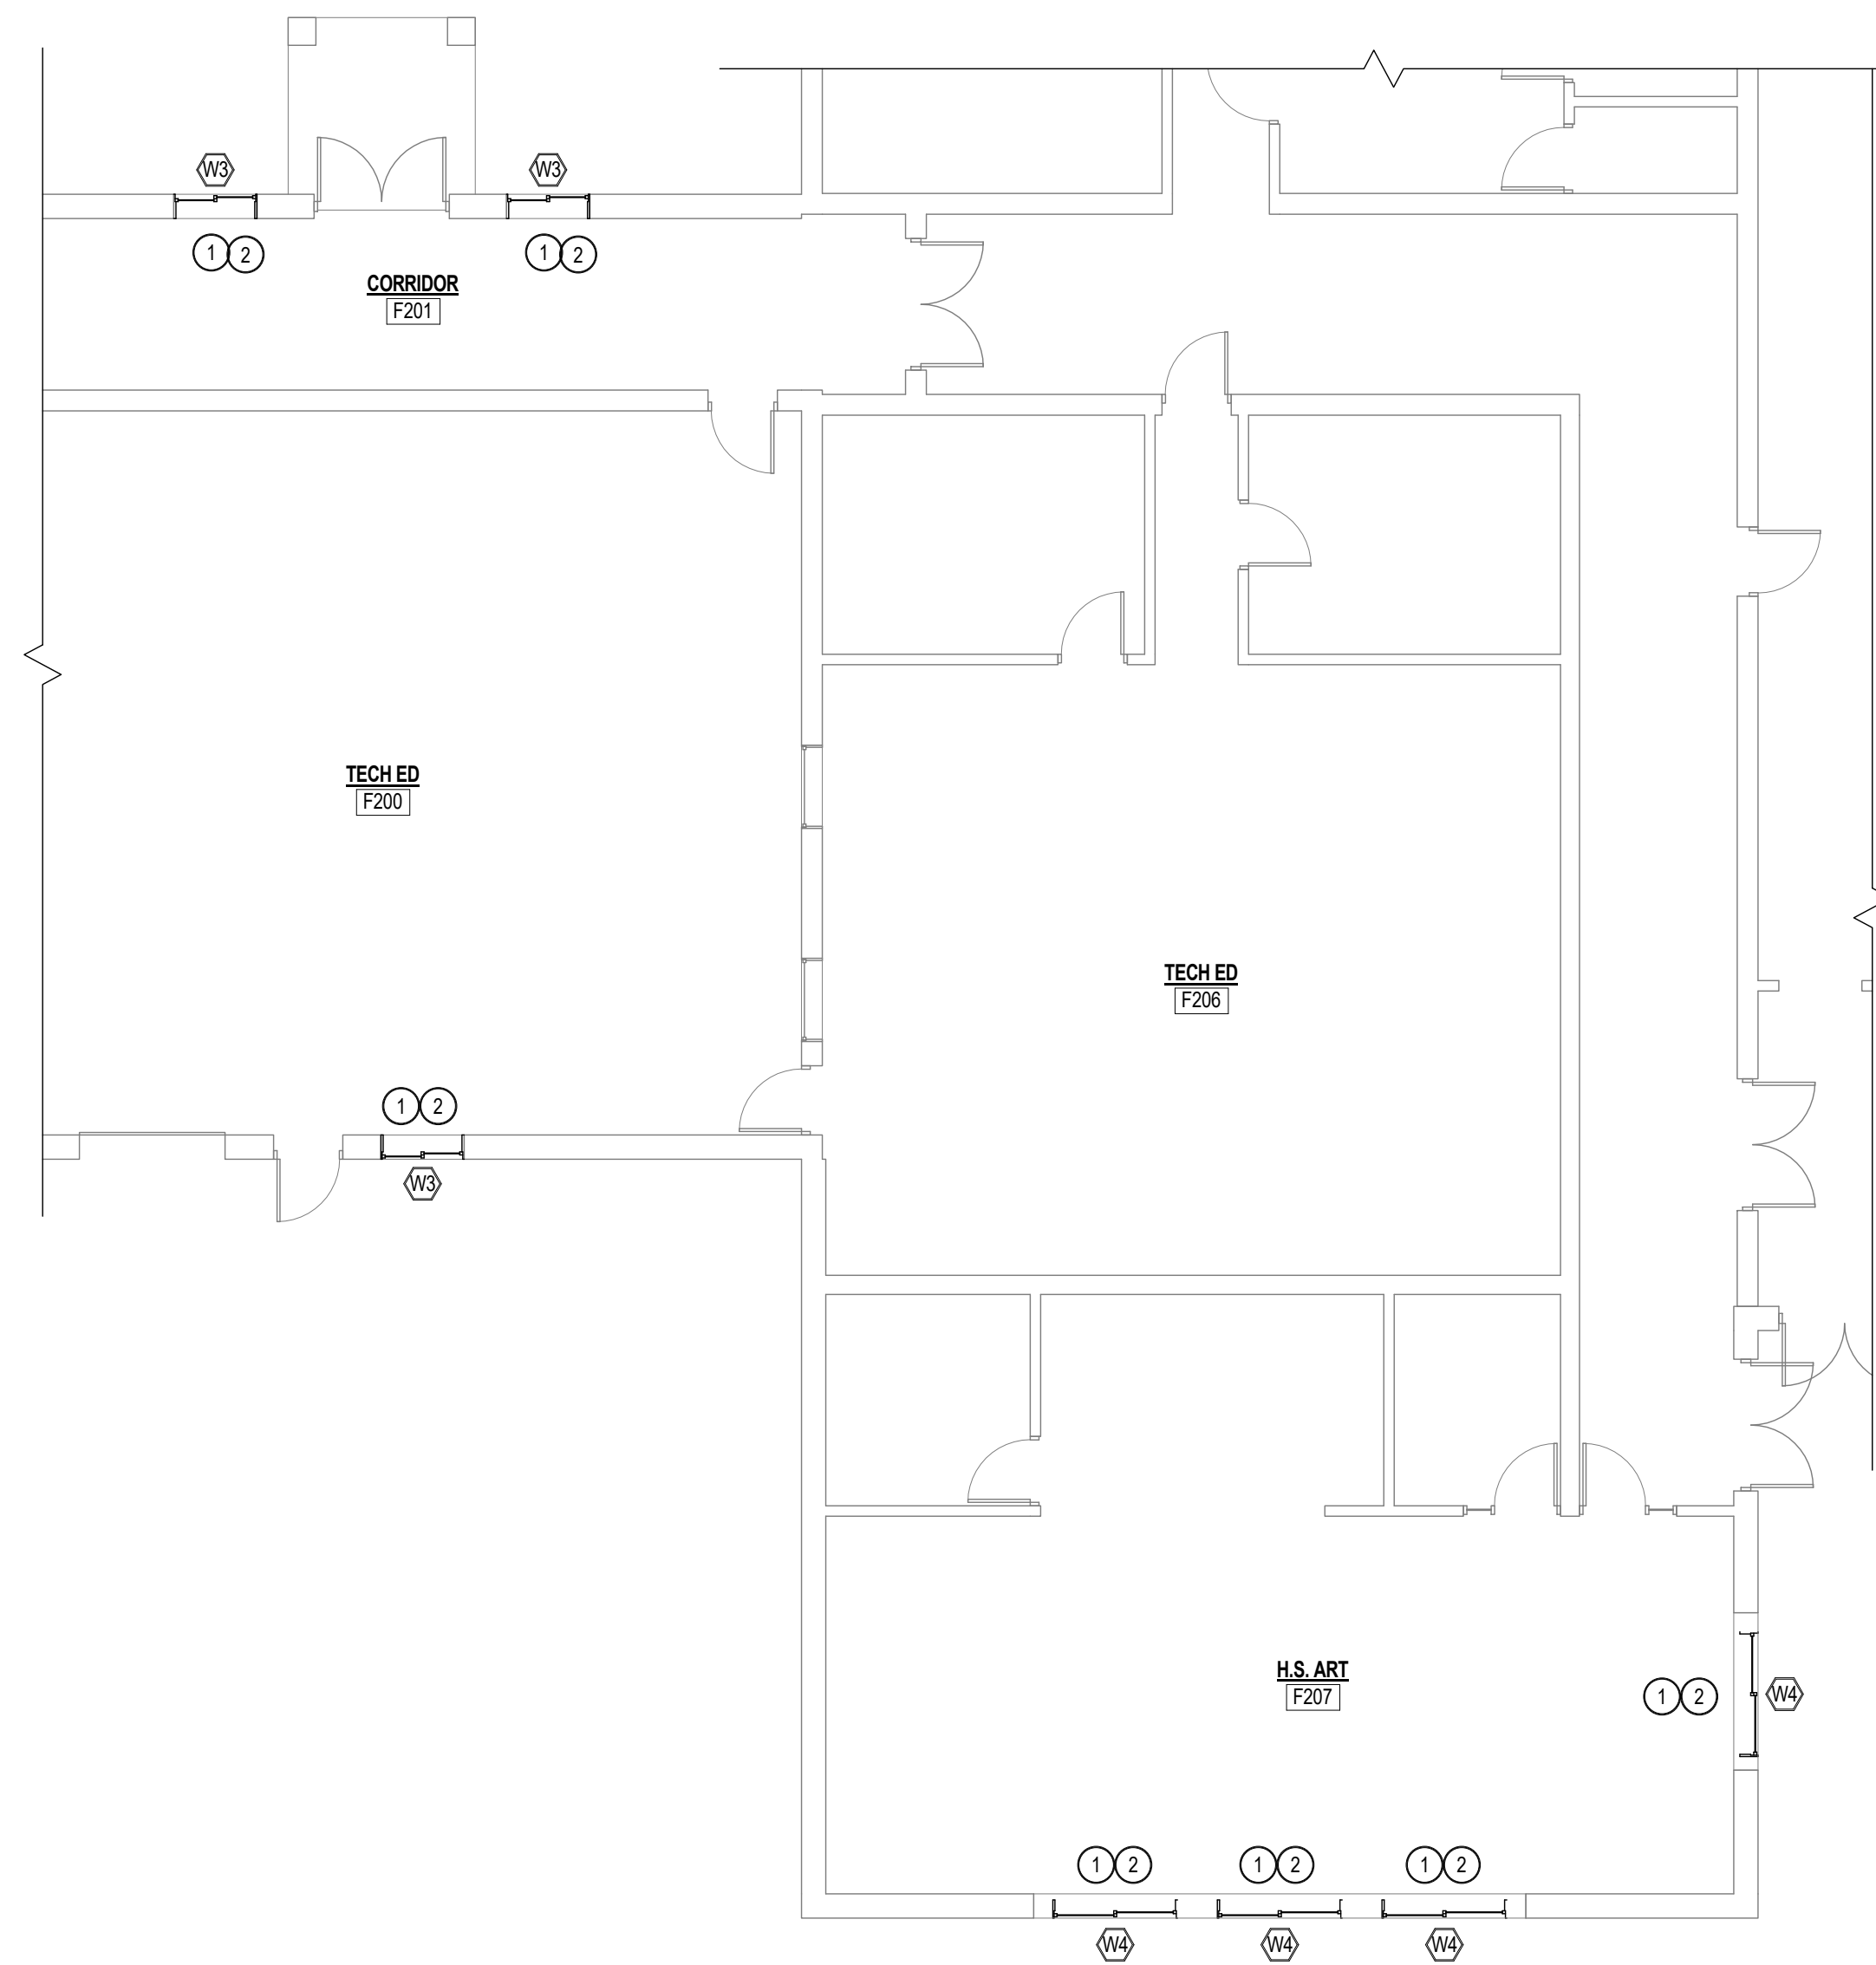 W3 W3
1 2 1 2
CORRIDOR
F201
TECH ED
F200
TECH ED
F206
1 2
W3
H.S. ART
F207
1 2 W4
1 2 1 2 1 2
W4 W4 W4